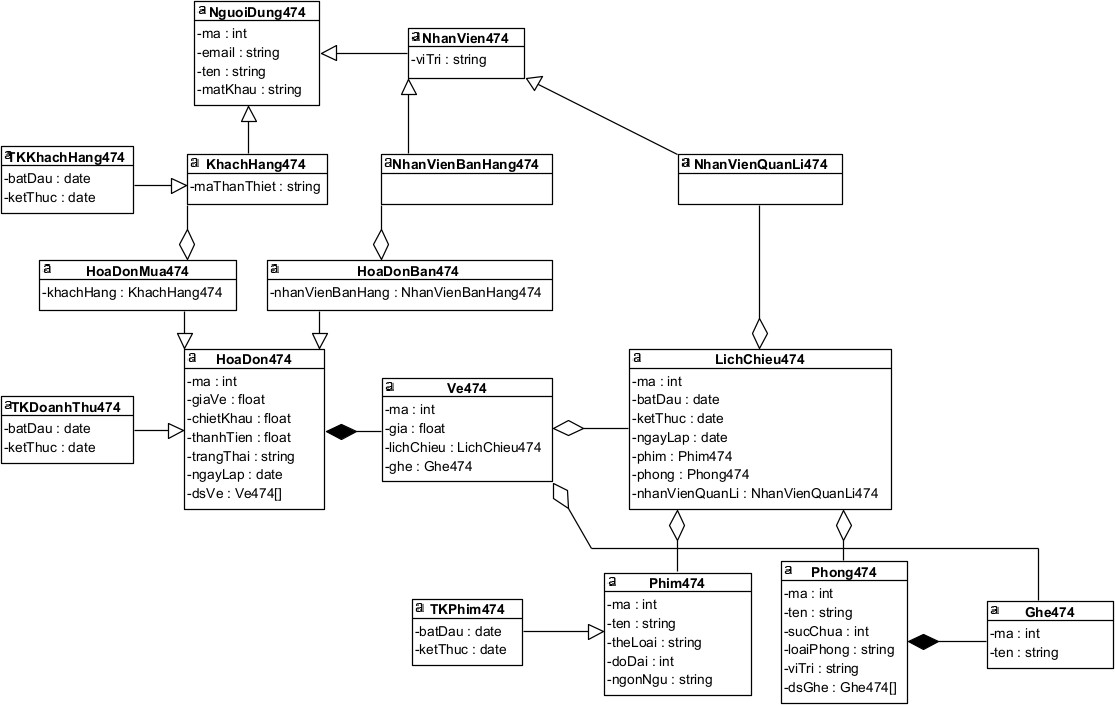 a NguoiDung474
-ma : int
-email : string
-ten : string
-matKhau : string
a NhanVien474
-viTri : string
a TKKhachHang474
-batDau : date
-ketThuc : date
a KhachHang474
-maThanThiet : string
a NhanVienBanHang474
a NhanVienQuanLi474
a HoaDonMua474
-khachHang : KhachHang474
a HoaDonBan474
-nhanVienBanHang : NhanVienBanHang474
a TKDoanhThu474
-batDau : date
-ketThuc : date
a HoaDon474
-ma : int
-giaVe : float
-chietKhau : float
-thanhTien : float
-trangThai : string
-ngayLap : date
-dsVe : Ve474[]
a Ve474
-ma : int
-gia : float
-lichChieu : LichChieu474
-ghe : Ghe474
a LichChieu474
-ma : int
-batDau : date
-ketThuc : date
-ngayLap : date
-phim : Phim474
-phong : Phong474
-nhanVienQuanLi : NhanVienQuanLi474
a TKPhim474
-batDau : date
-ketThuc : date
a Phim474
-ma : int
-ten : string
-theLoai : string
-doDai : int
-ngonNgu : string
a Phong474
-ma : int
-ten : string
-sucChua : int
-loaiPhong : string
-viTri : string
-dsGhe : Ghe474[]
a Ghe474
-ma : int
-ten : string